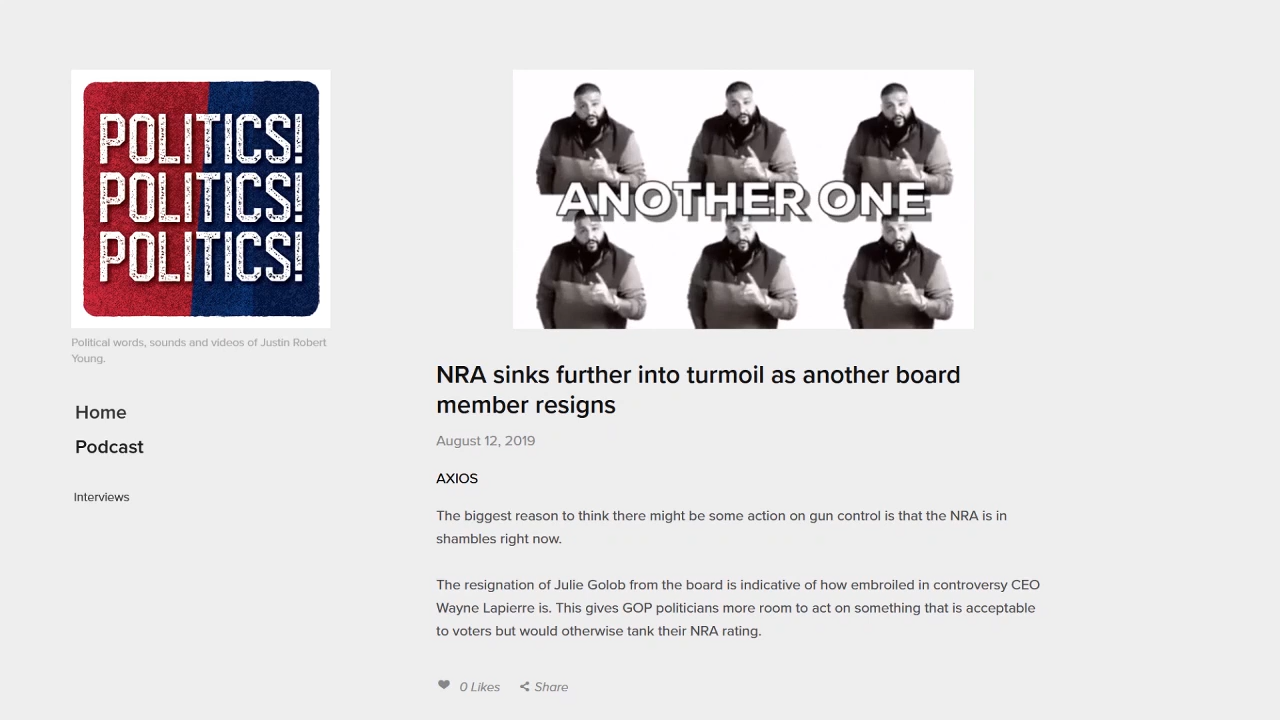 POLITICS!
POLITICS!
POLITICS!
Political words, sounds and videos of Justin Robert
Young.
Home
Podcast
Interviews
ANOTHER ONE
NRA sinks further into turmoil as another board
member resigns
August 12, 2019
AXIOS
The biggest reason to think there might be some action on gun control is that the NRA is in
shambles right now.
The resignation of Julie Golob from the board is indicative of how embroiled in controversy CEO
Wayne Lapierre is. This gives GOP politicians more room to act on something that is acceptable
to voters but would otherwise tank their NRA rating.
0 Likes Share